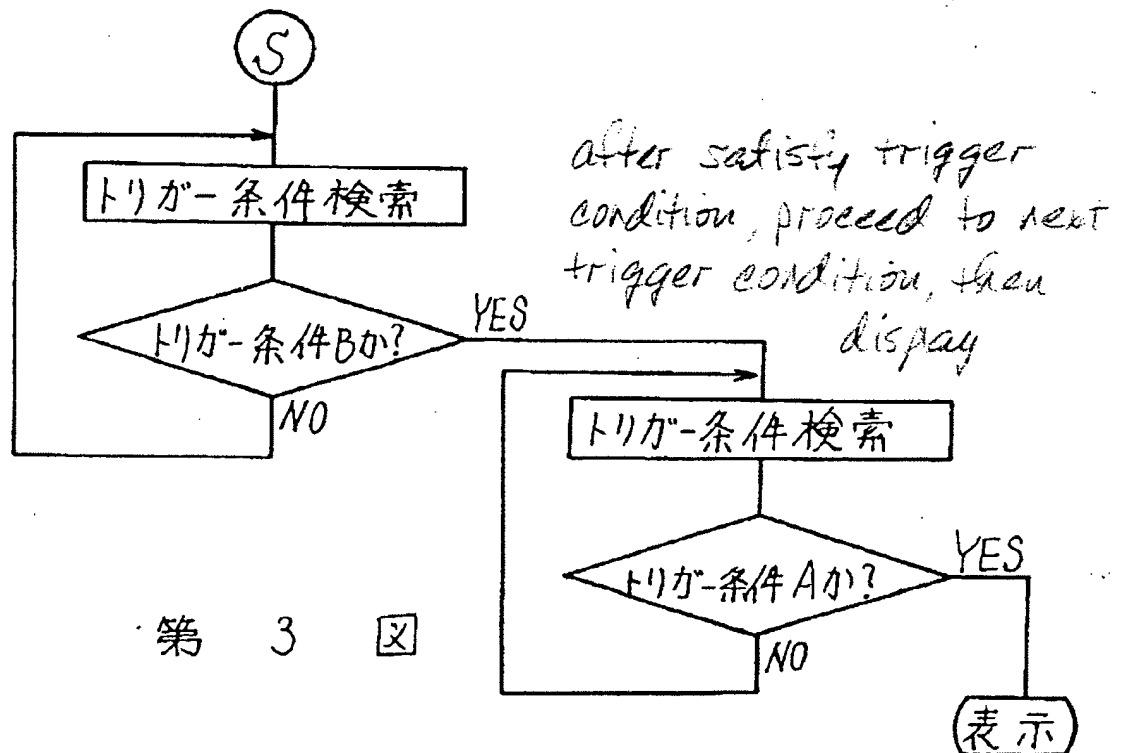 S
トリガー条件検索
トリガー条件Bか?
YES
NO
after satisfy trigger
condition, proceed to next
trigger condition, then
dispay
トリガー条件検索
トリガー条件Aか?
YES
NO
表示
第 3 図